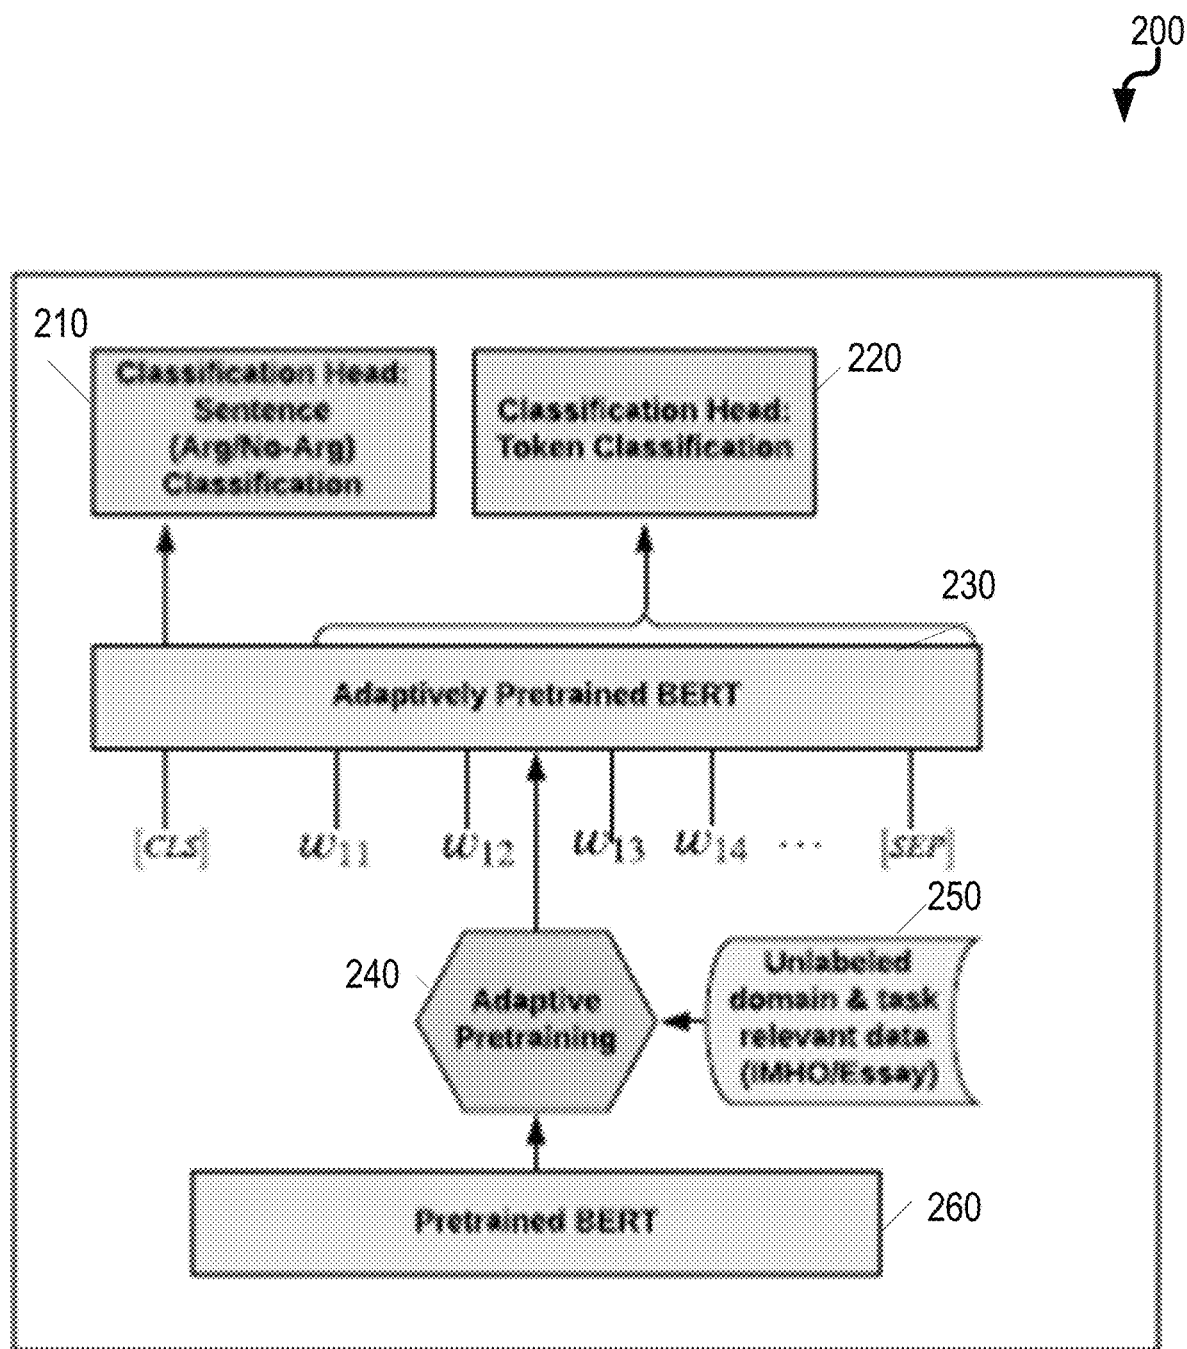 200
210
Classification Head:
Sentence
(Arg/No-Arg)
Classification
220
Classification Head:
Token Classification
230
Adaptively Pretrained BERT
[CLS] w11 w12 w13 w14 ... [SEP]
250
240
Adaptive
Pretraining
Unlabeled
domain & task
relevant data
(IMHO/Essay)
Pretrained BERT
260